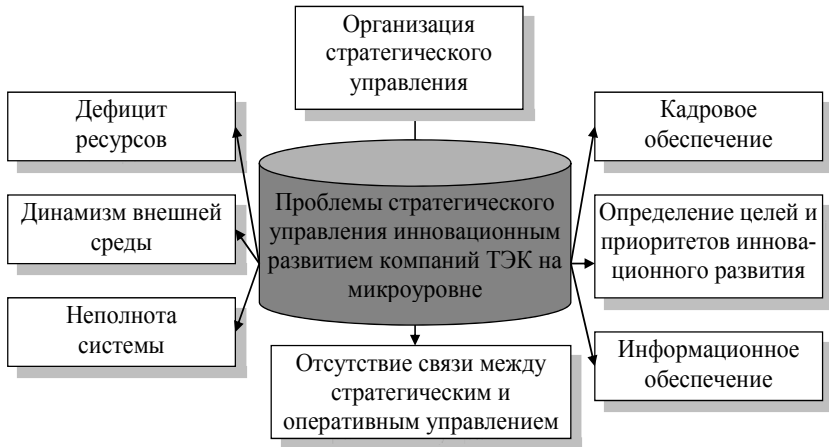 Организация
стратегического
управления
Дефицит
ресурсов
Кадровое
обеспечение
Динамизм внешней
среды
Проблемы стратегического
управления инновационным
развитием компаний ТЭК на
микроуровне
Определение целей и
приоритетов иннова-
ционного развития
Неполнота
системы
Отсутствие связи между
стратегическим и
оперативным управлением
Информационное
обеспечение